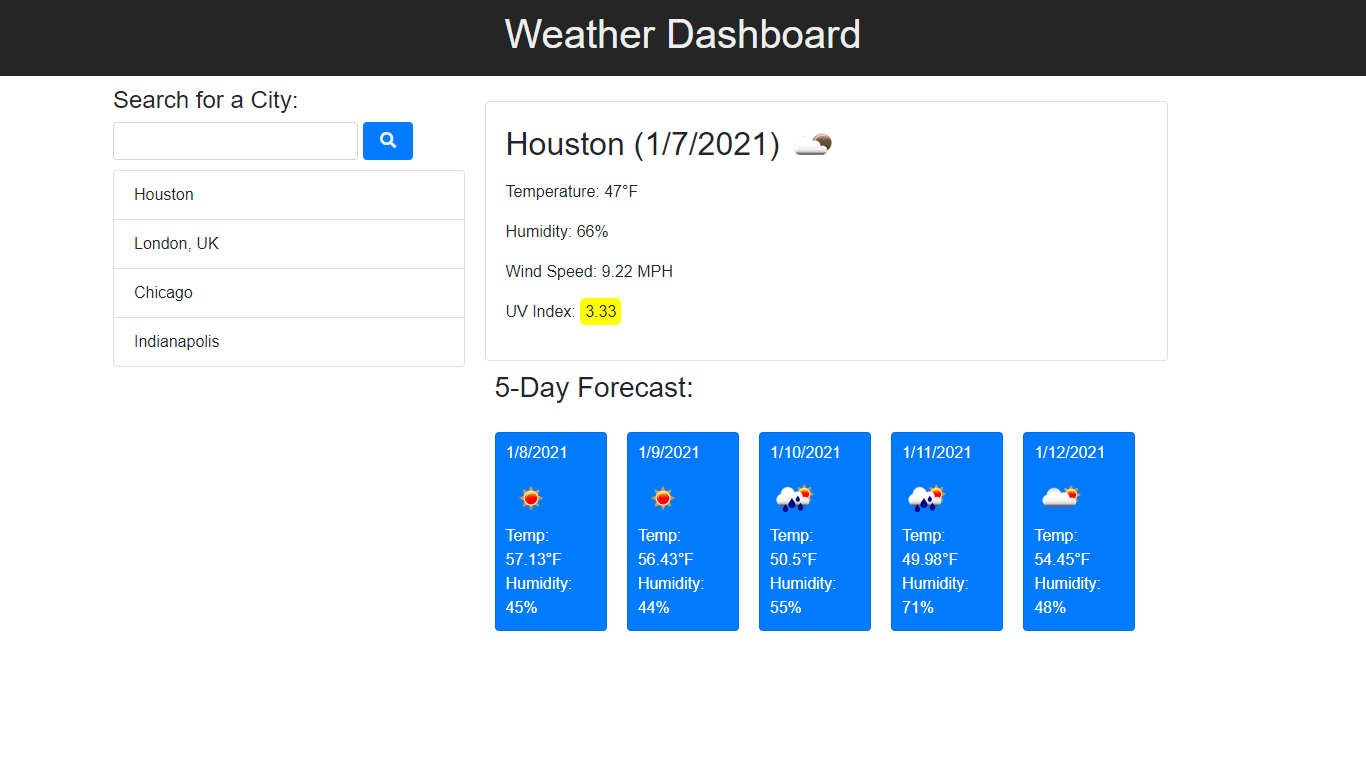 Weather Dashboard
Search for a City:
Houston
London, UK
Chicago
Indianapolis
Houston (1/7/2021)
Temperature: 47°F
Humidity: 66%
Wind Speed: 9.22 MPH
UV Index: 3.33
5-Day Forecast:
1/8/2021
Temp:
57.13°F
Humidity:
45%
1/9/2021
Temp:
56.43°F
Humidity:
44%
1/10/2021
Temp:
50.5°F
Humidity:
55%
1/11/2021
Temp:
49.98°F
Humidity:
71%
1/12/2021
Temp:
54.45°F
Humidity:
48%